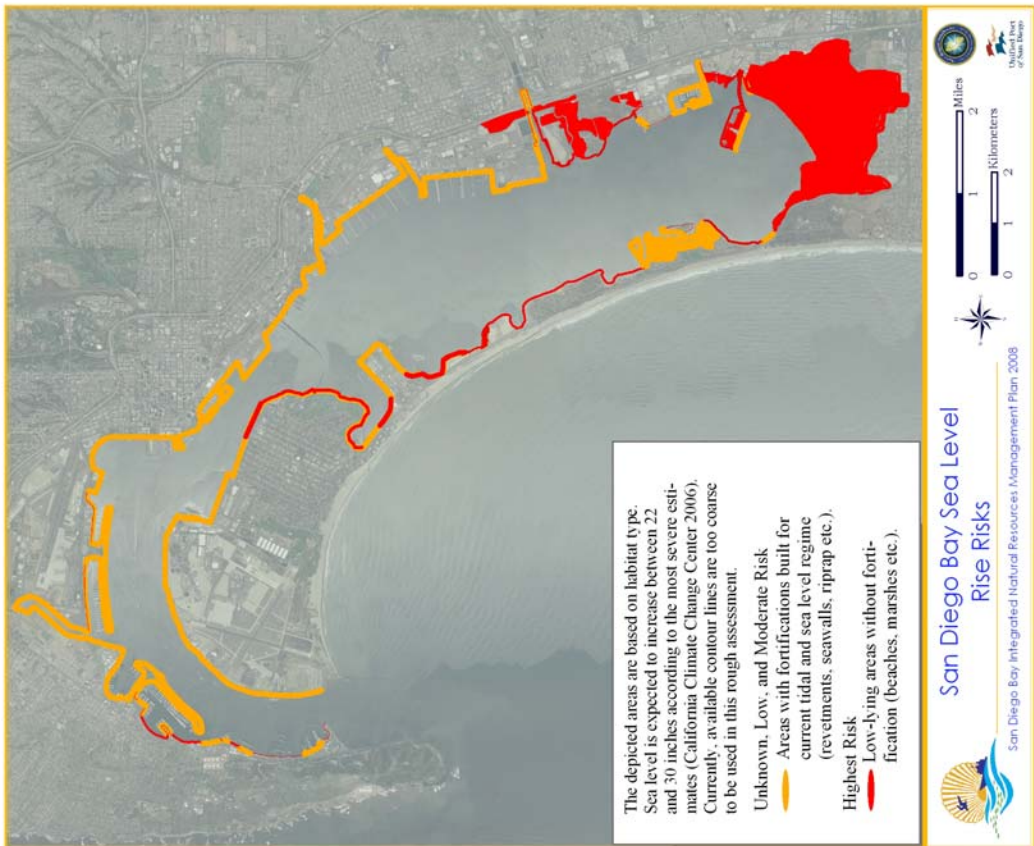 The depicted areas are based on habitat type.
Sea level is expected to increase between 22
and 30 inches according to the most severe esti-
mates (California Climate Change Center 2006).
Currently, available contour lines are too coarse
to be used in this rough assessment.
Unknown, Low, and Moderate Risk
Areas with fortifications built for
current tidal and sea level regime
(revetments, seawalls, riprap etc.).
Highest Risk
Low-lying areas without forti-
fication (beaches, marshes etc.).
San Diego Bay Sea Level
Rise Risks
San Diego Bay Integrated Natural Resources Management Plan 2008
0 1 2 Miles
0 1 2 Kilometers
Unified Port
of San Diego